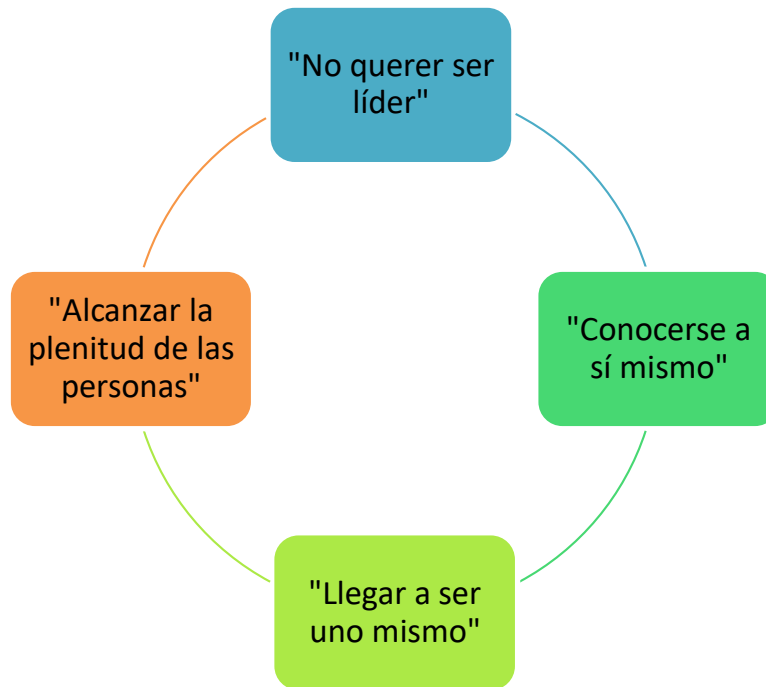 "No querer ser
líder"
"Conocerse a
sí mismo"
"Llegar a ser
uno mismo"
"Alcanzar la
plenitud de las
personas"